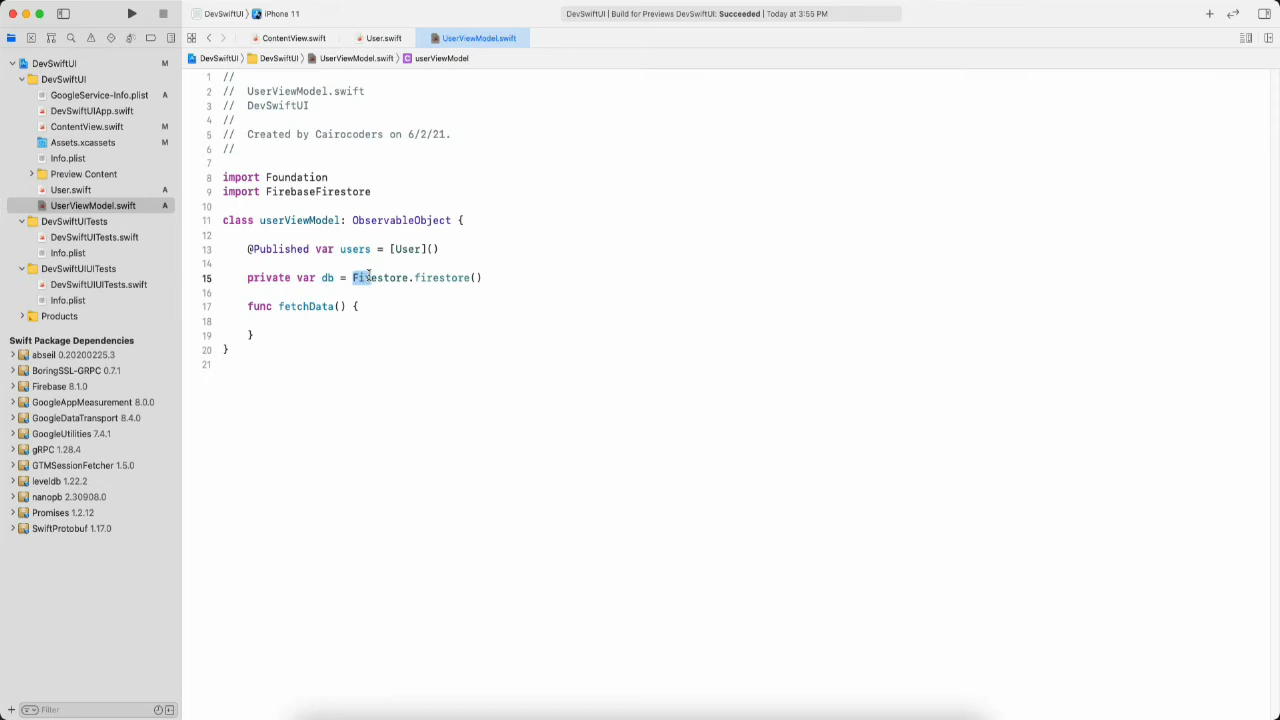 DevSwiftUI
iPhone 11
DevSwiftUI | Build for Previews DevSwiftUI: Succeeded | Today at 3:55 PM
ContentView.swift
User.swift
UserViewModel.swift
DevSwiftUI
DevSwiftUI
UserViewModel.swift
C userViewModel
DevSwiftUI M
DevSwiftUI
GoogleService-Info.plist A
DevSwiftUIApp.swift
ContentView.swift M
Assets.xcassets M
Info.plist
Preview Content
User.swift A
UserViewModel.swift A
DevSwiftUITests
DevSwiftUITests.swift
Info.plist
DevSwiftUIUITests
DevSwiftUIUITests.swift
Info.plist
Products
Swift Package Dependencies
abseil 0.20200225.3
BoringSSL-GRPC 0.7.1
Firebase 8.1.0
GoogleAppMeasurement 8.0.0
GoogleDataTransport 8.4.0
GoogleUtilities 7.4.1
gRPC 1.28.4
GTMSessionFetcher 1.5.0
leveldb 1.22.2
nanopb 2.30908.0
Promises 1.2.12
SwiftProtobuf 1.17.0
Filter
1 //
2 // UserViewModel.swift
3 // DevSwiftUI
4 //
5 // Created by Cairocoders on 6/2/21.
6 //
7
8 import Foundation
9 import FirebaseFirestore
10
11 class userViewModel: ObservableObject {
12
13 @Published var users = [User]()
14
15 private var db = Firestore.firestore()
16
17 func fetchData() {
18
19 }
20 }
21